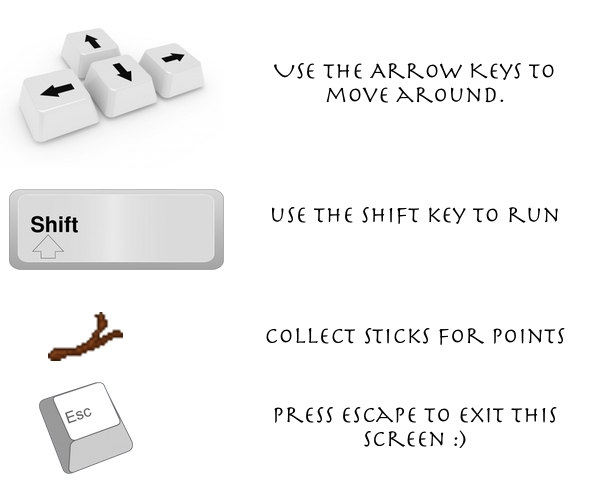 Use the Arrow Keys to
move around.
Shift
use the shift key to run
collect sticks for points
Esc
press escape to exit this
screen :)